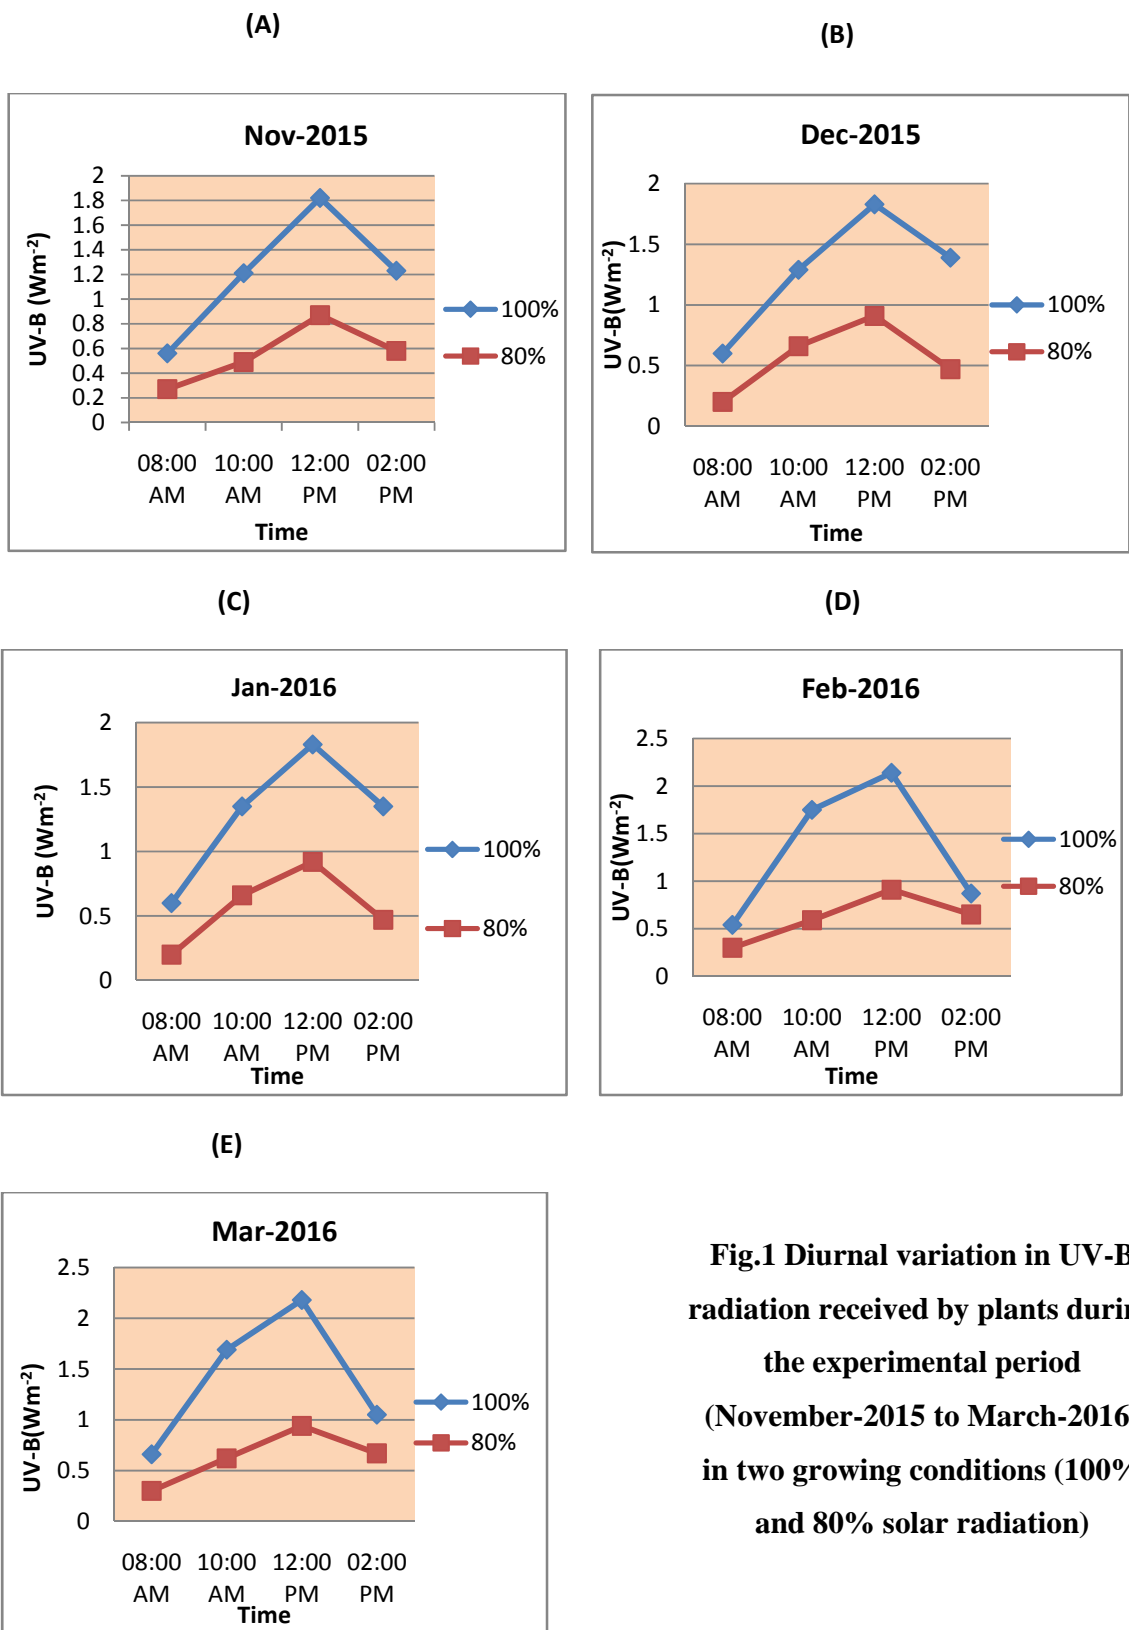 (A)
Nov-2015
UV-B (Wm-2)
2
1.8
1.6
1.4
1.2
1
0.8
0.6
0.4
0.2
0
08:00 10:00 12:00 02:00
AM AM PM PM
Time
100%
80%
(B)
Dec-2015
UV-B(Wm-2)
2
1.5
1
0.5
0
08:00 10:00 12:00 02:00
AM AM PM PM
Time
100%
80%
(C)
Jan-2016
UV-B (Wm-2)
2
1.5
1
0.5
0
08:00 10:00 12:00 02:00
AM AM PM PM
Time
100%
80%
(D)
Feb-2016
UV-B(Wm-2)
2.5
2
1.5
1
0.5
0
08:00 10:00 12:00 02:00
AM AM PM PM
Time
100%
80%
(E)
Mar-2016
UV-B(Wm-2)
2.5
2
1.5
1
0.5
0
08:00 10:00 12:00 02:00
AM AM PM PM
Time
100%
80%
Fig.1 Diurnal variation in UV-B
radiation received by plants durin
the experimental period
(November-2015 to March-2016
in two growing conditions (100%
and 80% solar radiation)